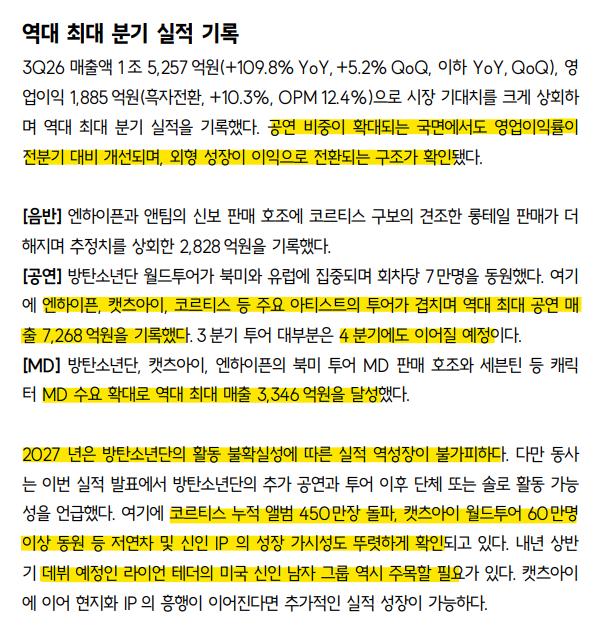 역대 최대 분기 실적 기록
3Q26 매출액 1조 5,257억원(+109.8% YoY, +5.2% QoQ, 이하 YoY, QoQ), 영
업이익 1,885억원(흑자전환, +10.3%, OPM 12.4%)으로 시장 기대치를 크게 상회하
며 역대 최대 분기 실적을 기록했다. 공연 비중이 확대되는 국면에서도 영업이익률이
전분기 대비 개선되며, 외형 성장이 이익으로 전환되는 구조가 확인됐다.
[음반] 엔하이픈과 앤팀의 신보 판매 호조에 코르티스 구보의 견조한 롱테일 판매가 더
해지며 추정치를 상회한 2,828억원을 기록했다.
[공연] 방탄소년단 월드투어가 북미와 유럽에 집중되며 회차당 7만명을 동원했다. 여기
에 엔하이픈, 캣츠아이, 코르티스 등 주요 아티스트의 투어가 겹치며 역대 최대 공연 매
출 7,268억원을 기록했다. 3분기 투어 대부분은 4분기에도 이어질 예정이다.
[MD] 방탄소년단, 캣츠아이, 엔하이픈의 북미 투어 MD 판매 호조와 세븐틴 등 캐릭
터 MD 수요 확대로 역대 최대 매출 3,346억원을 달성했다.
2027년은 방탄소년단의 활동 불확실성에 따른 실적 역성장이 불가피하다. 다만 동사
는 이번 실적 발표에서 방탄소년단의 추가 공연과 투어 이후 단체 또는 솔로 활동 가능
성을 언급했다. 여기에 코르티스 누적 앨범 450만장 돌파, 캣츠아이 월드투어 60만명
이상 동원 등 저연차 및 신인 IP의 성장 가시성도 뚜렷하게 확인되고 있다. 내년 상반
기 데뷔 예정인 라이언 테더의 미국 신인 남자 그룹 역시 주목할 필요가 있다. 캣츠아이
에 이어 현지화 IP의 흥행이 이어진다면 추가적인 실적 성장이 가능하다.